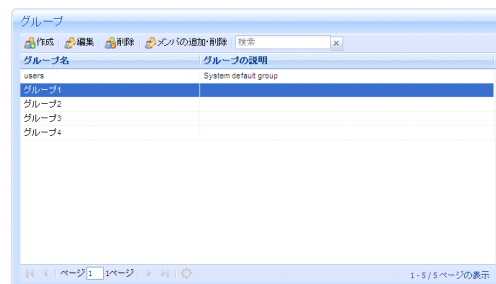 グループ
作成 編集 削除 メンバの追加・削除 検索
グループ名 グループの説明
users System default group
グループ1
グループ2
グループ3
グループ4
ページ 1 1ページ 1 - 5 / 5 ページの表示